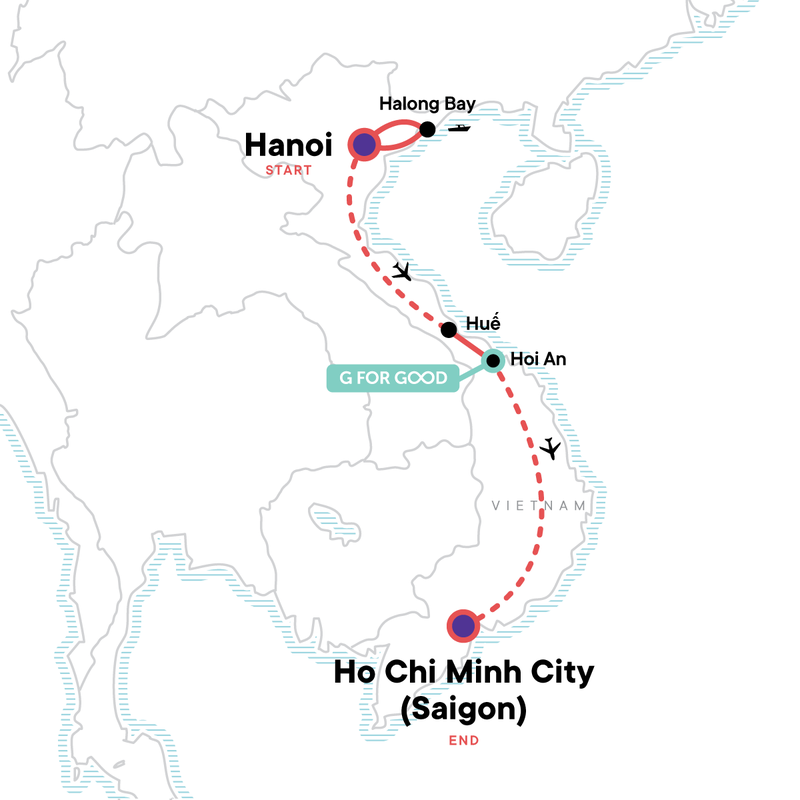 Halong Bay
Hanoi
START
Huế
Hoi An
G FOR GOOD
VIETNAM
Ho Chi Minh City
(Saigon)
END